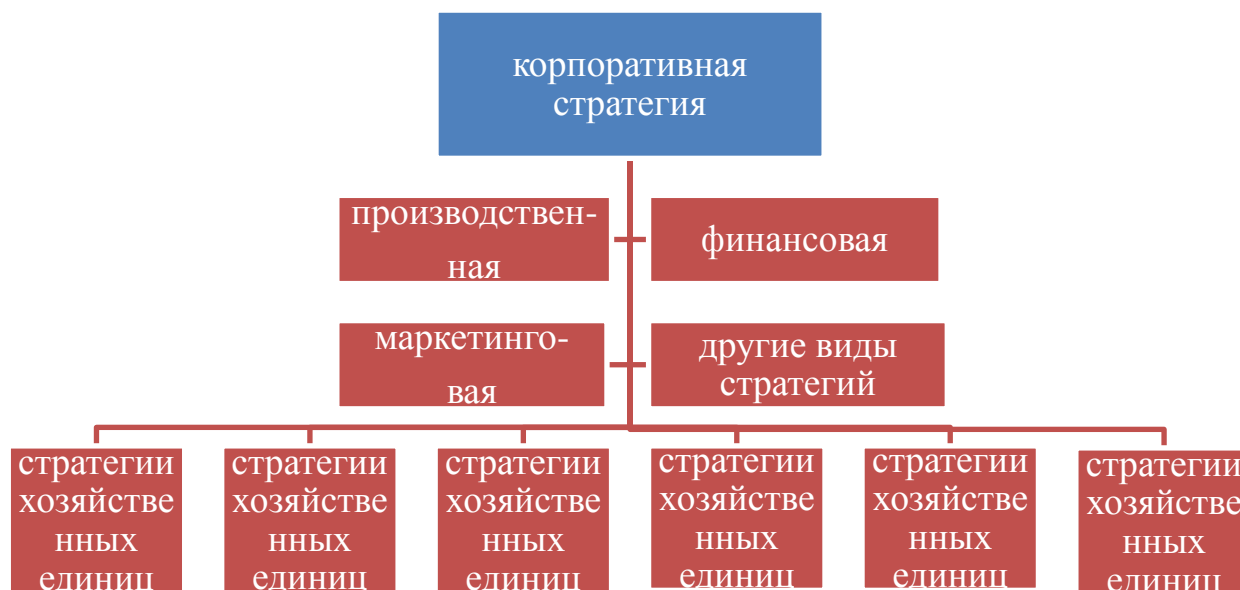 корпоративная
стратегия
производствен-
ная
финансовая
маркетинго-
вая
другие виды
стратегий
стратегии
хозяйстве
нных
единиц
стратегии
хозяйстве
нных
единиц
стратегии
хозяйстве
нных
единиц
стратегии
хозяйстве
нных
единиц
стратегии
хозяйстве
нных
единиц
стратегии
хозяйстве
нных
единиц